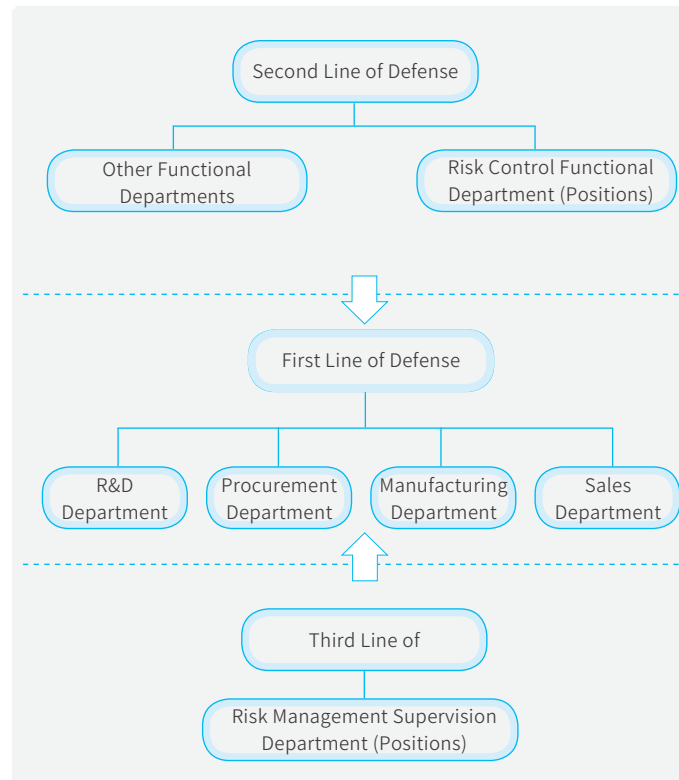 Second Line of Defense
Other Functional
Departments
Risk Control Functional
Department (Positions)
First Line of Defense
R&D
Department
Procurement
Department
Manufacturing
Department
Sales
Department
Third Line of
Risk Management Supervision
Department (Positions)